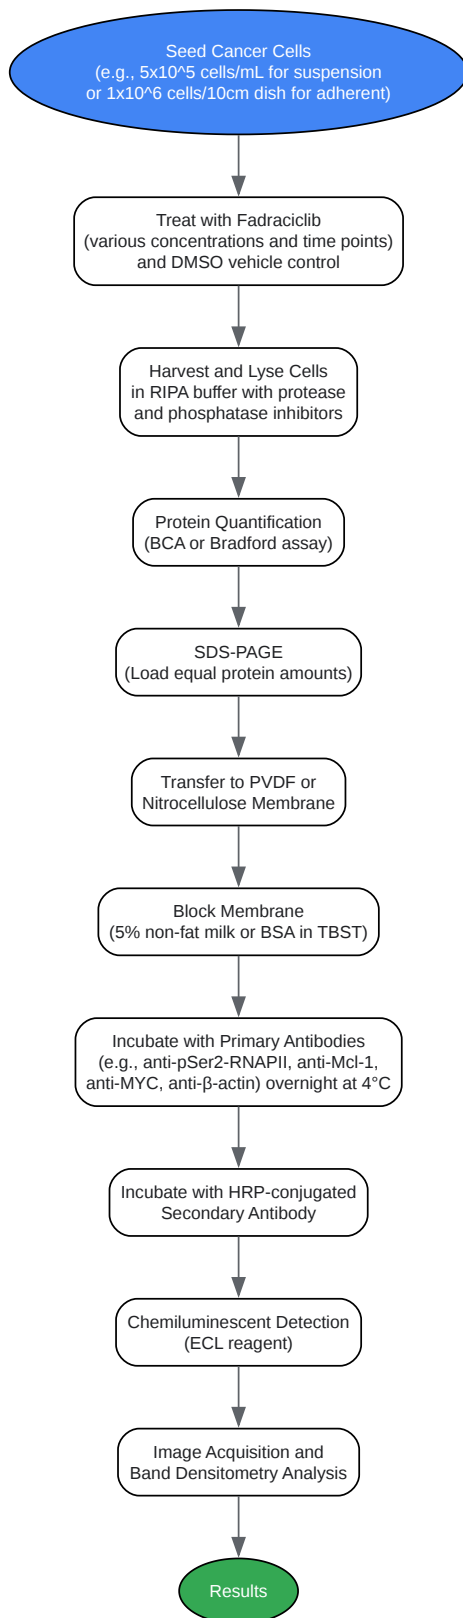 Seed Cancer Cells
(e.g., 5x10^5 cells/mL for suspension
or 1x10^6 cells/10cm dish for adherent)
Treat with Fadraciclib
(various concentrations and time points)
and DMSO vehicle control
Harvest and Lyse Cells
in RIPA buffer with protease
and phosphatase inhibitors
Protein Quantification
(BCA or Bradford assay)
SDS-PAGE
(Load equal protein amounts)
Transfer to PVDF or
Nitrocellulose Membrane
Block Membrane
(5% non-fat milk or BSA in TBST)
Incubate with Primary Antibodies
(e.g., anti-pSer2-RNAPII, anti-Mcl-1,
anti-MYC, anti-β-actin) overnight at 4°C
Incubate with HRP-conjugated
Secondary Antibody
Chemiluminescent Detection
(ECL reagent)
Image Acquisition and
Band Densitometry Analysis
Results